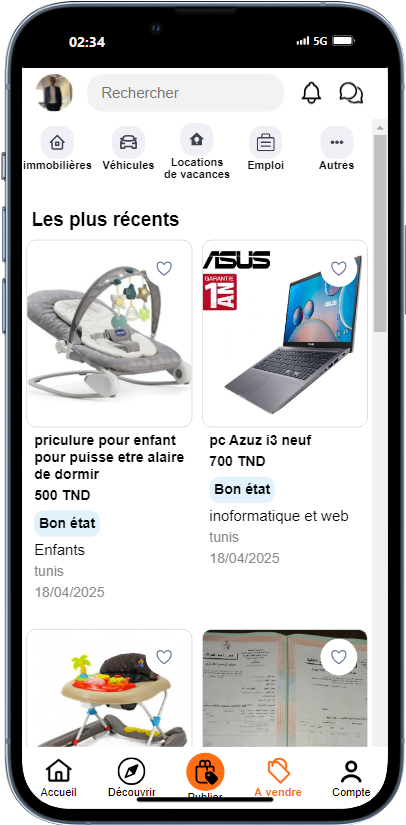 02:34
5G
Rechercher
immobilières
Véhicules
Locations
de vacances
Emploi
Autres
Les plus récents
ASUS
GARANTIE
1 AN
priculure pour enfant
pour puisse etre alaire
de dormir
500 TND
Bon état
Enfants
tunis
18/04/2025
pc Azuz i3 neuf
700 TND
Bon état
inoformatique et web
tunis
18/04/2025
Accueil
Découvrir
Publier
À vendre
Compte